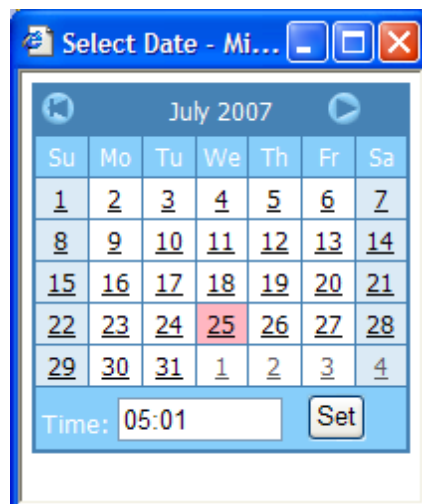 Select Date - Mi...
July 2007
Su Mo Tu We Th Fr Sa
1 2 3 4 5 6 7
8 9 10 11 12 13 14
15 16 17 18 19 20 21
22 23 24 25 26 27 28
29 30 31 1 2 3 4
Time: 05:01 Set